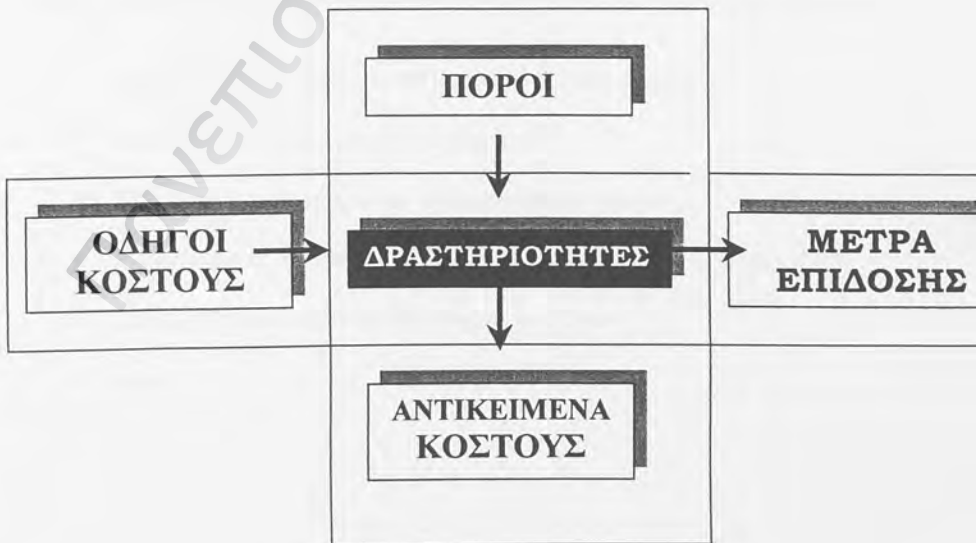 ΠΟΡΟΙ
ΟΔΗΓΟΙ
ΚΟΣΤΟΥΣ
ΔΡΑΣΤΗΡΙΟΤΗΤΕΣ
ΜΕΤΡΑ
ΕΠΙΔΟΣΗΣ
ΑΝΤΙΚΕΙΜΕΝΑ
ΚΟΣΤΟΥΣ